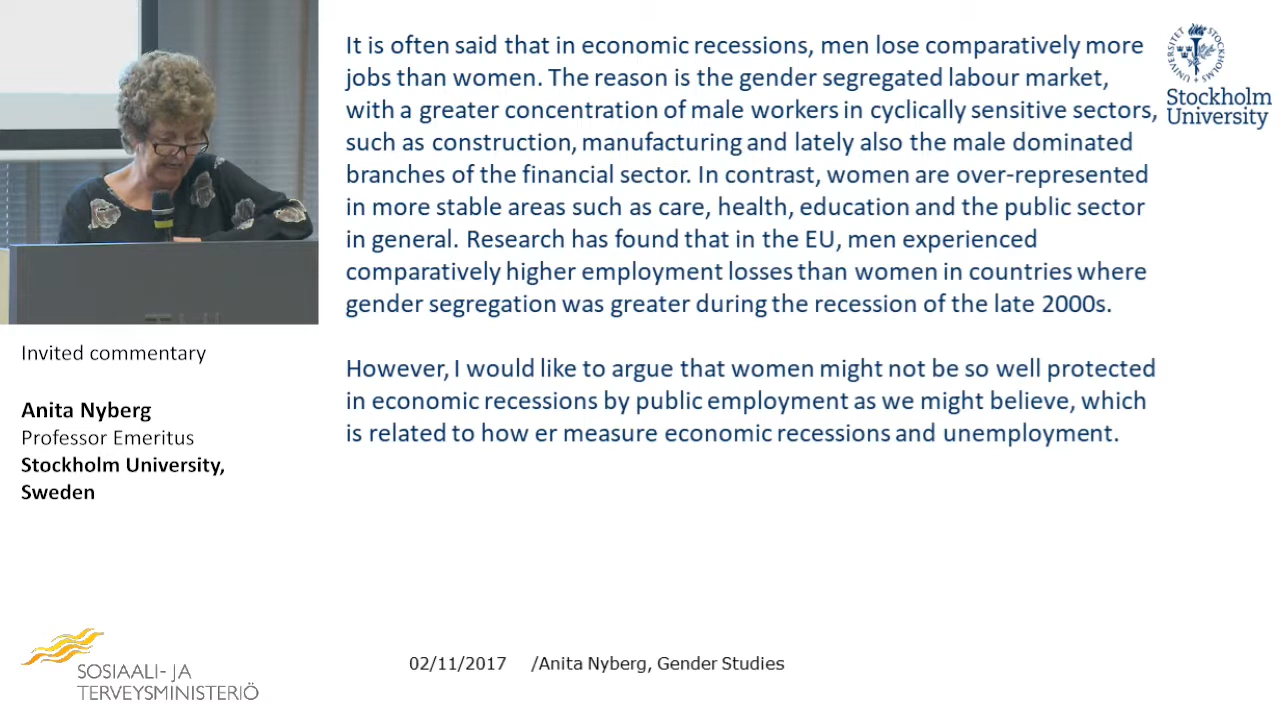 It is often said that in economic recessions, men lose comparatively more
jobs than women. The reason is the gender segregated labour market,
with a greater concentration of male workers in cyclically sensitive sectors,
such as construction, manufacturing and lately also the male dominated
branches of the financial sector. In contrast, women are over-represented
in more stable areas such as care, health, education and the public sector
in general. Research has found that in the EU, men experienced
comparatively higher employment losses than women in countries where
gender segregation was greater during the recession of the late 2000s.
However, I would like to argue that women might not be so well protected
in economic recessions by public employment as we might believe, which
is related to how er measure economic recessions and unemployment.
Stockholm
University
Invited commentary
Anita Nyberg
Professor Emeritus
Stockholm University,
Sweden
SOSIAALI- JA
TERVEYSMINISTERIÖ
02/11/2017 /Anita Nyberg, Gender Studies